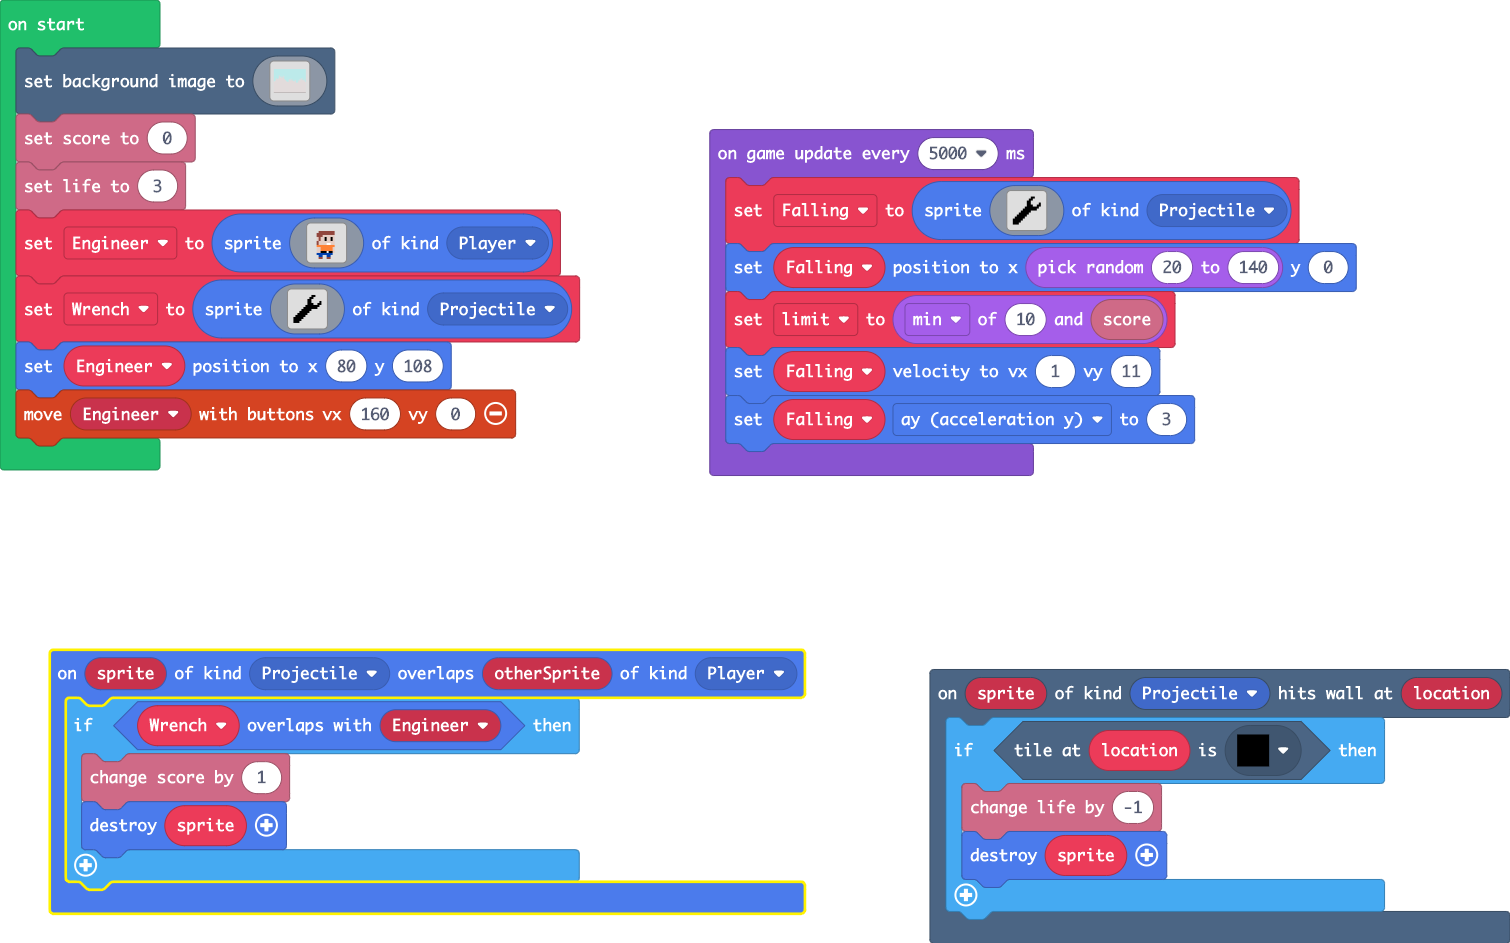 on start
set background image to
set score to 0
set life to 3
set Engineer to sprite of kind Player
set Wrench to sprite of kind Projectile
set Engineer position to x 80 y 108
move Engineer with buttons vx 160 vy 0
on game update every 5000 ms
set Falling to sprite of kind Projectile
set Falling position to x pick random 20 to 140 y 0
set limit to min of 10 and score
set Falling velocity to vx 1 vy 11
set Falling ay (acceleration y) to 3
on sprite of kind Projectile overlaps otherSprite of kind Player
if Wrench overlaps with Engineer then
change score by 1
destroy sprite
on sprite of kind Projectile hits wall at location
if tile at location is then
change life by -1
destroy sprite